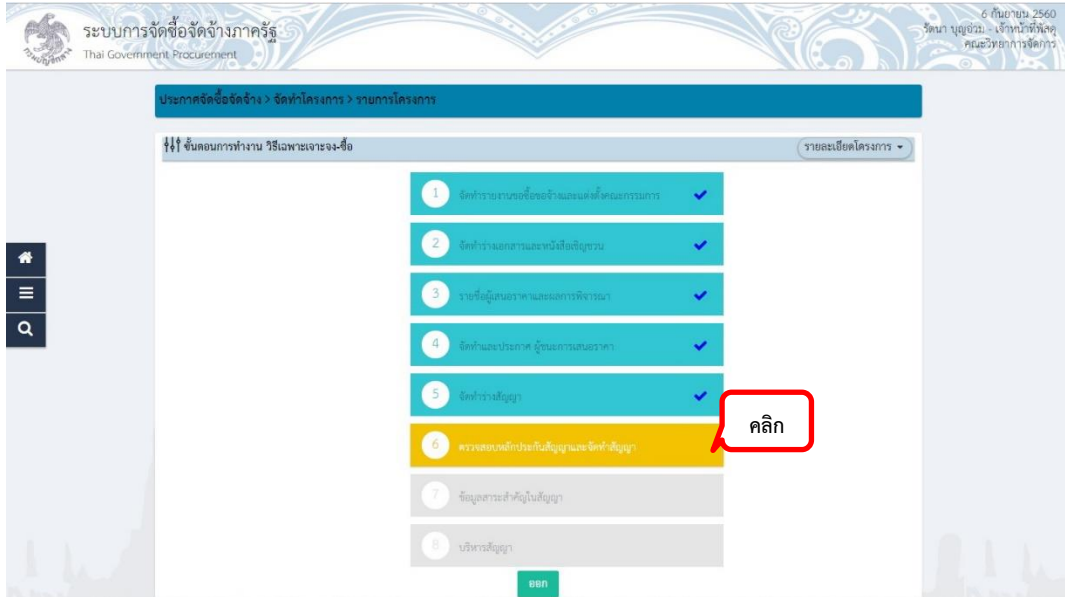 6 กันยายน 2560
รัตนา บุญอ่วม - เจ้าหน้าที่พัสดุ
คณะวิทยาการจัดการ
ระบบการจัดซื้อจัดจ้างภาครัฐ
Thai Government Procurement
ประกาศจัดซื้อจัดจ้าง > จัดทำโครงการ > รายการโครงการ
ขั้นตอนการทำงาน วิธีเฉพาะเจาะจง-ซื้อ
รายละเอียดโครงการ
1 จัดทำรายงานขอซื้อขอจ้างและแต่งตั้งคณะกรรมการ
2 จัดทำร่างเอกสารและหนังสือเชิญชวน
3 รายชื่อผู้เสนอราคาและผลการพิจารณา
4 จัดทำและประกาศ ผู้ชนะการเสนอราคา
5 จัดทำร่างสัญญา
คลิก
6 ตรวจสอบหลักประกันสัญญาและจัดทำสัญญา
7 ข้อมูลสาระสำคัญในสัญญา
8 บริหารสัญญา
ออก